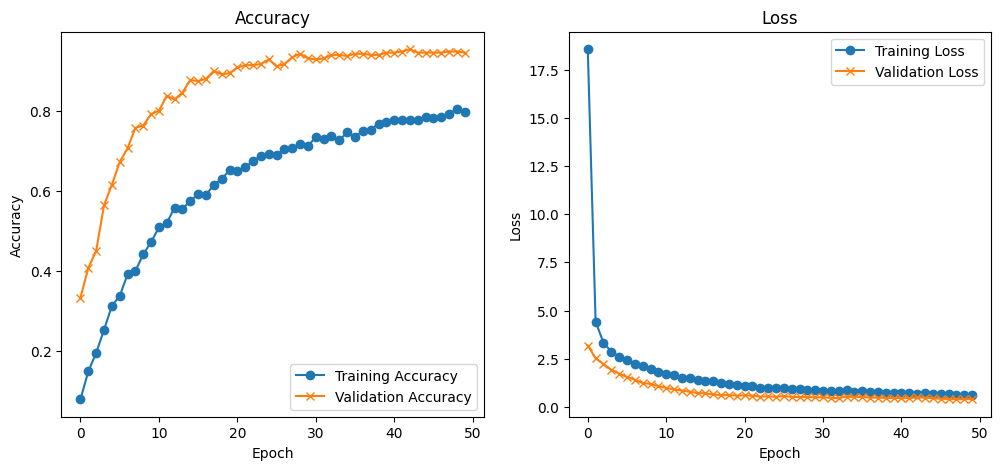 Accuracy
Accuracy
0.8
0.6
0.4
0.2
Training Accuracy
Validation Accuracy
0 10 20 30 40 50
Epoch
Loss
Loss
17.5
15.0
12.5
10.0
7.5
5.0
2.5
0.0
Training Loss
Validation Loss
0 10 20 30 40 50
Epoch